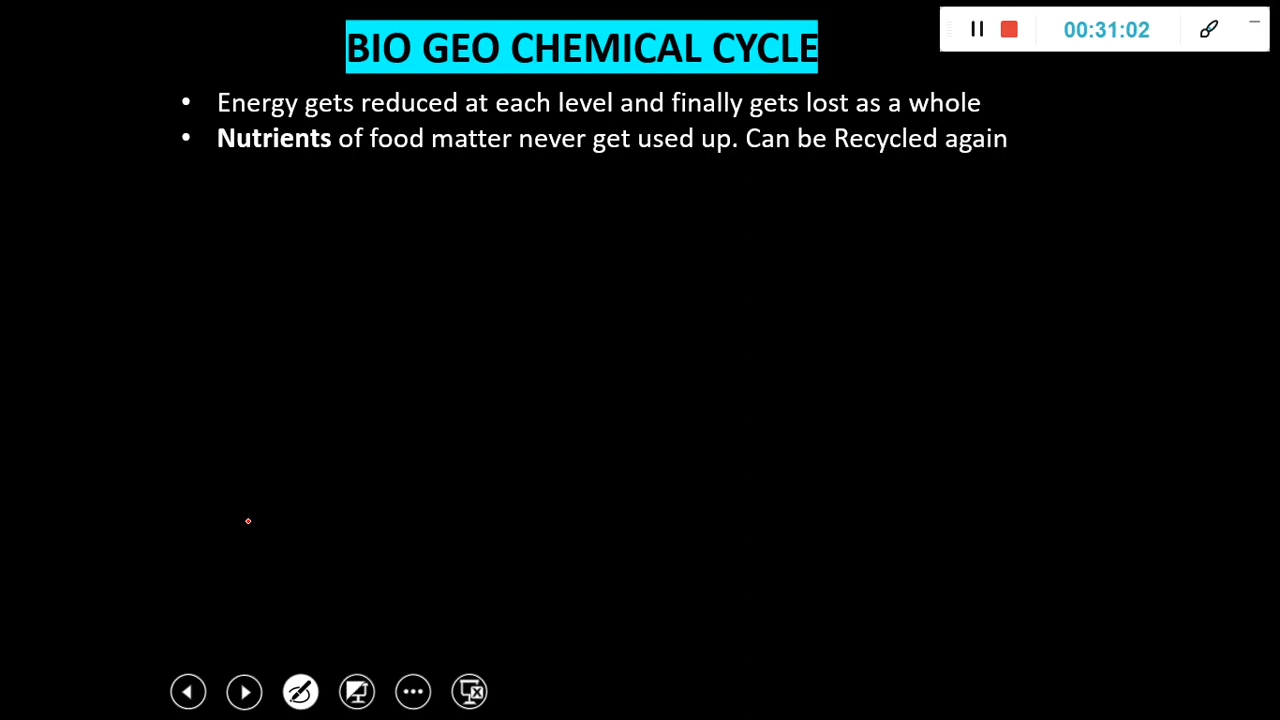 BIO GEO CHEMICAL CYCLE
00:31:02
• Energy gets reduced at each level and finally gets lost as a whole
• Nutrients of food matter never get used up. Can be Recycled again